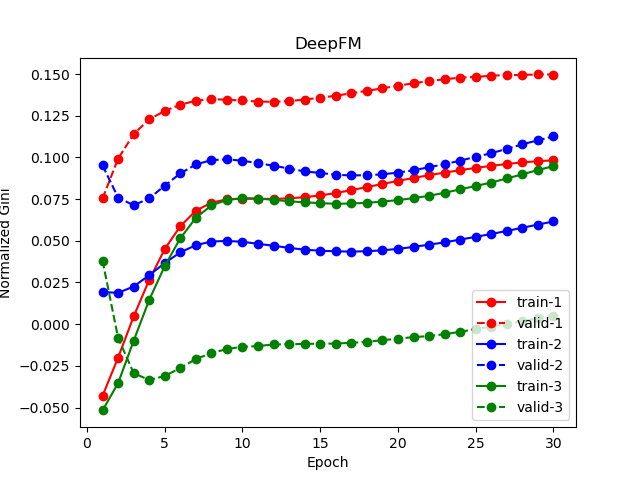 DeepFM
Normalized Gini
0.150
0.125
0.100
0.075
0.050
0.025
0.000
−0.025
−0.050
0
5
10
15
20
25
30
Epoch
train-1
valid-1
train-2
valid-2
train-3
valid-3